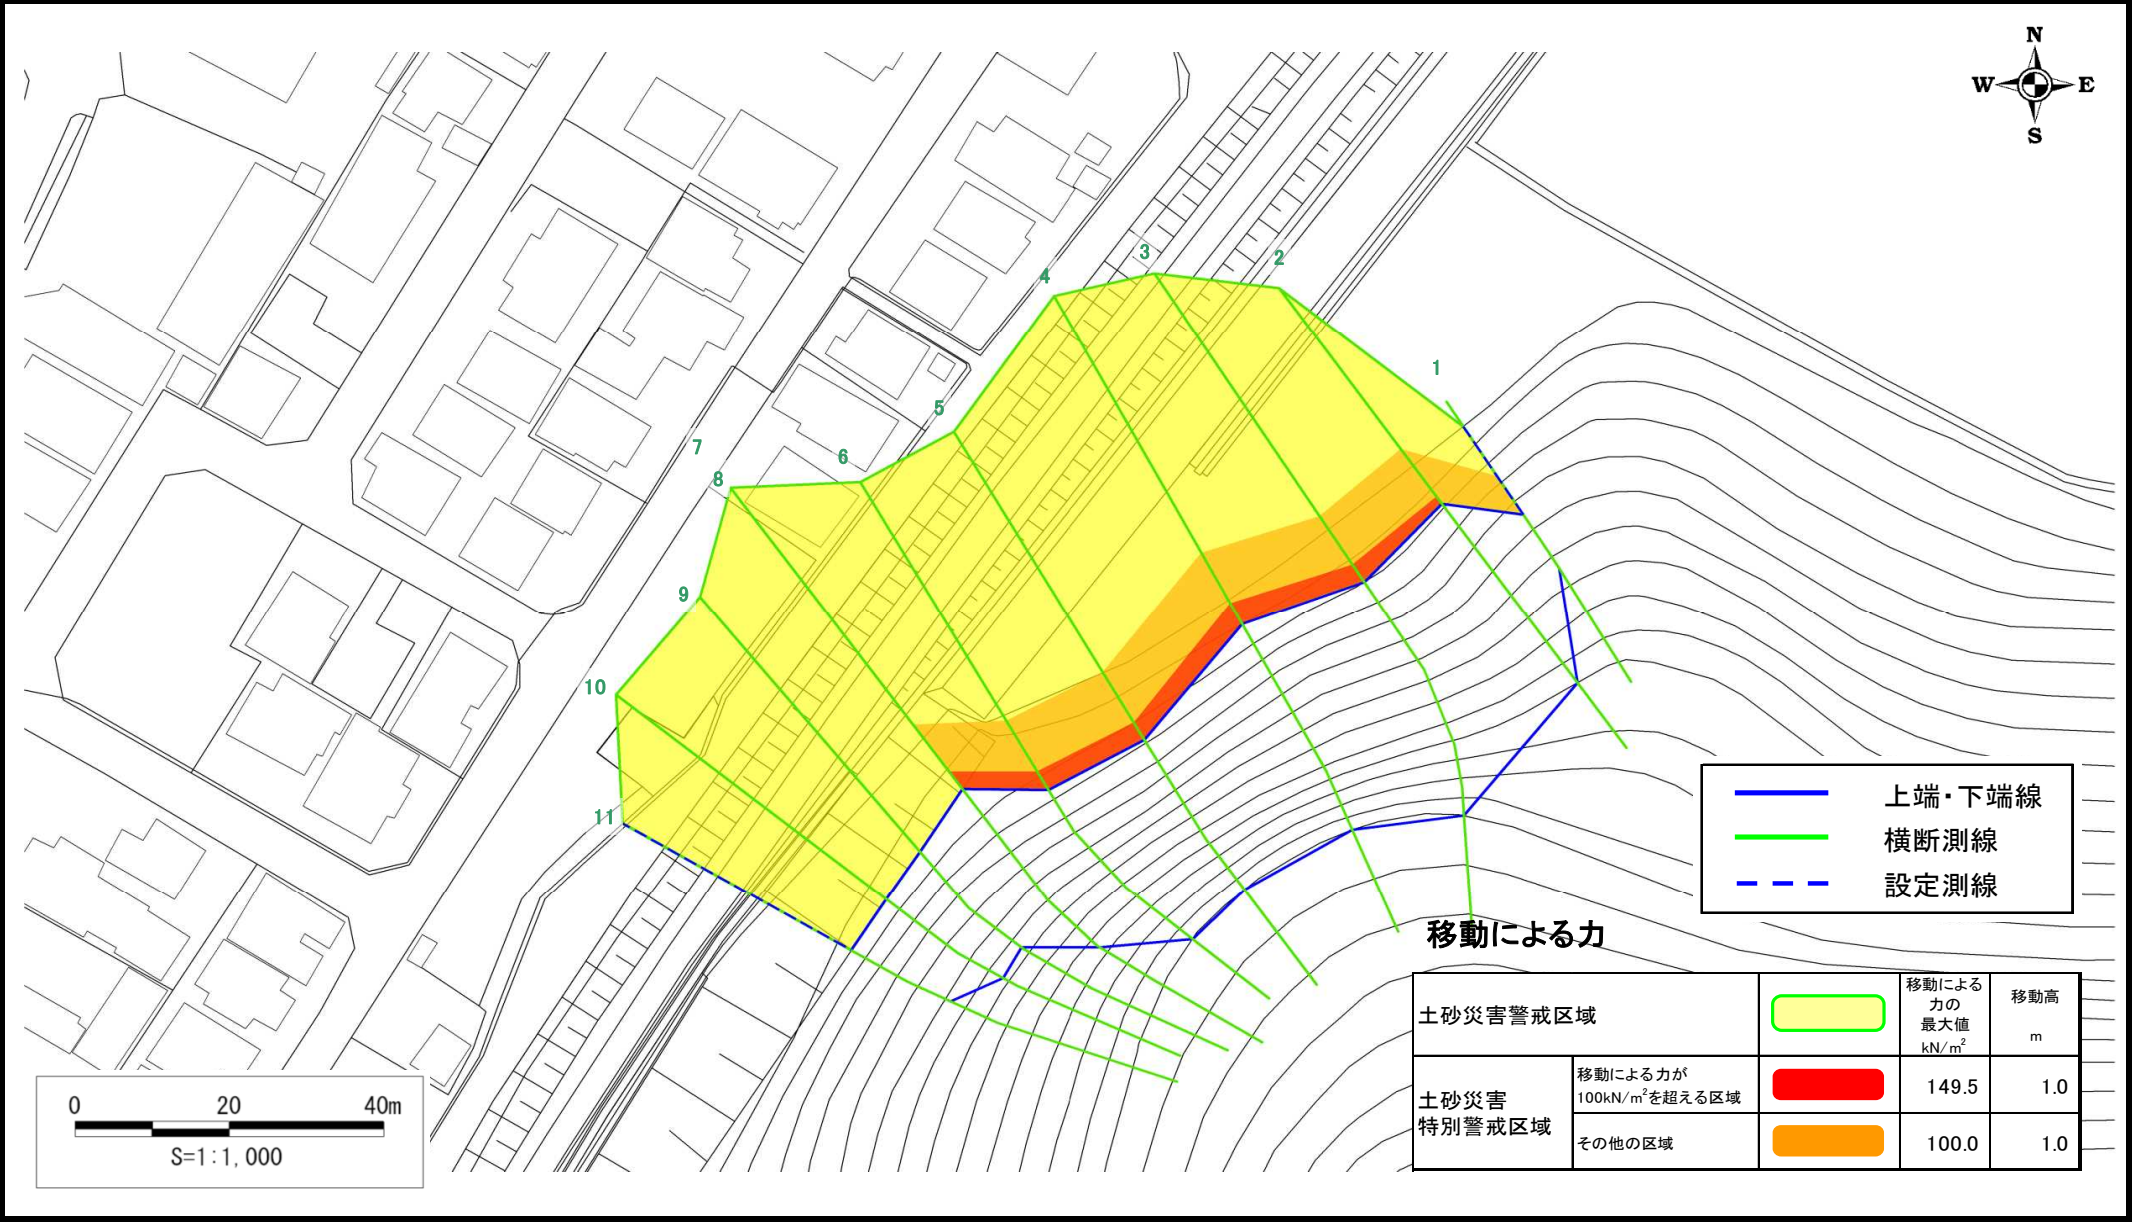 N
W E
S
3
2
4
1
5
7
6
8
9
10
11
上端・下端線
横断測線
設定測線
移動による力
移動による
力の
最大値
kN/m²
移動高
m
土砂災害警戒区域
土砂災害
特別警戒区域
移動による力が
100kN/m²を超える区域
149.5 1.0
その他の区域
100.0 1.0
0 20 40m
S=1:1,000